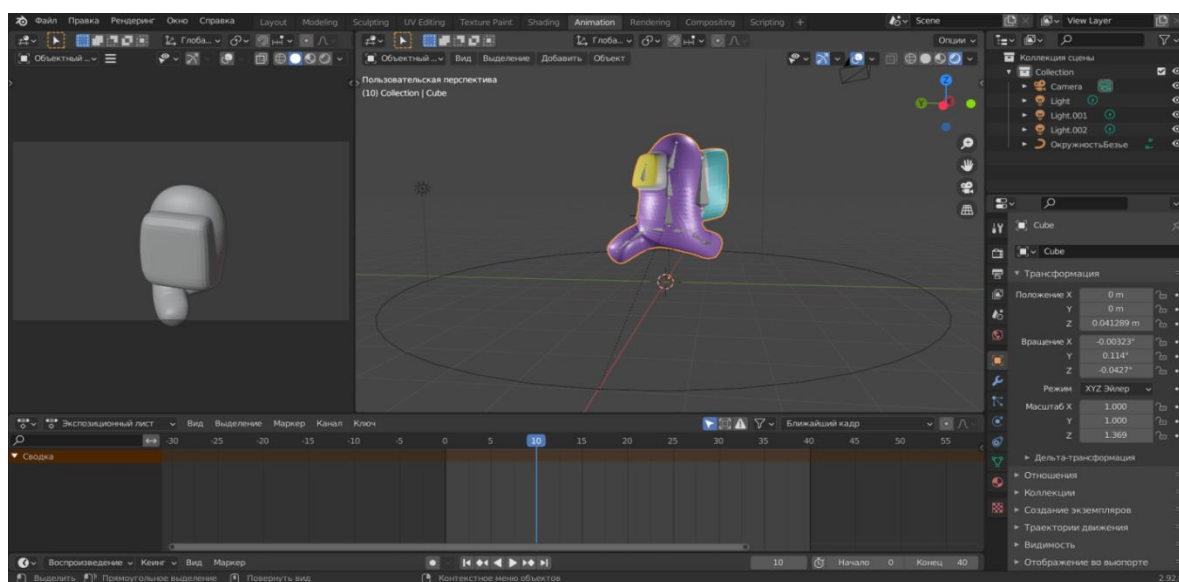 Файл Правка Рендеринг Окно Справка Layout Modeling Sculpting UV Editing Texture Paint Shading Animation Rendering Compositing Scripting + Scene View Layer
Глоба... Глоба... Опции
Объектный ... Объектный ... Вид Выделение Добавить Объект
Пользовательская перспектива
(10) Collection | Cube
Z
Коллекция сцены
Collection
Camera
Light
Light.001
Light.002
ОкружностьБезье
Cube
Cube
Трансформация
Положение X 0 m
Y 0 m
Z 0.041289 m
Вращение X -0.00323°
Y 0.114°
Z -0.0427°
Режим XYZ Эйлер
Масштаб X 1.000
Y 1.000
Z 1.369
Дельта-трансформация
Отношения
Коллекции
Создание экземпляров
Траектории движения
Видимость
Отображение во вьюпорте
Экспозиционный лист Вид Выделение Маркер Канал Ключ Ближайший кадр
-30 -25 -20 -15 -10 -5 0 5 10 15 20 25 30 35 40 45 50 55
Сводка
Воспроизведение Кеинг Вид Маркер 10 Начало 0 Конец 40
Выделить Прямоугольное выделение Повернуть вид Контекстное меню объектов 2.92